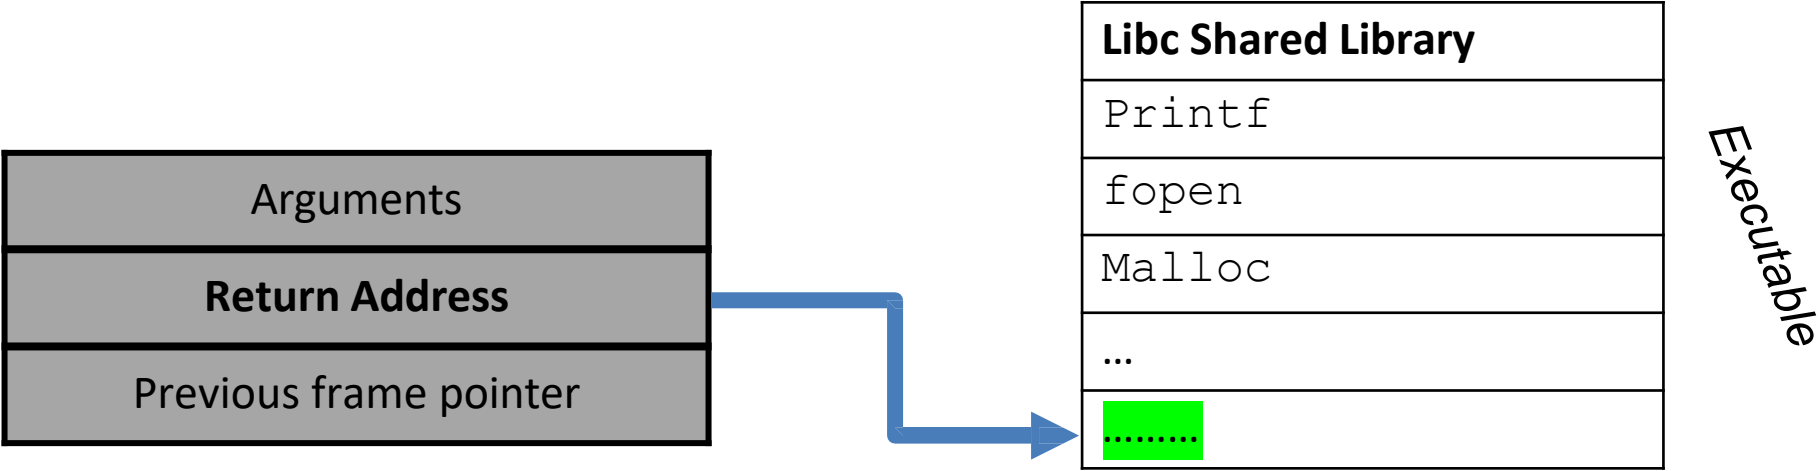 Libc Shared Library
Printf
fopen
Malloc
…
………
Executable
Arguments
Return Address
Previous frame pointer